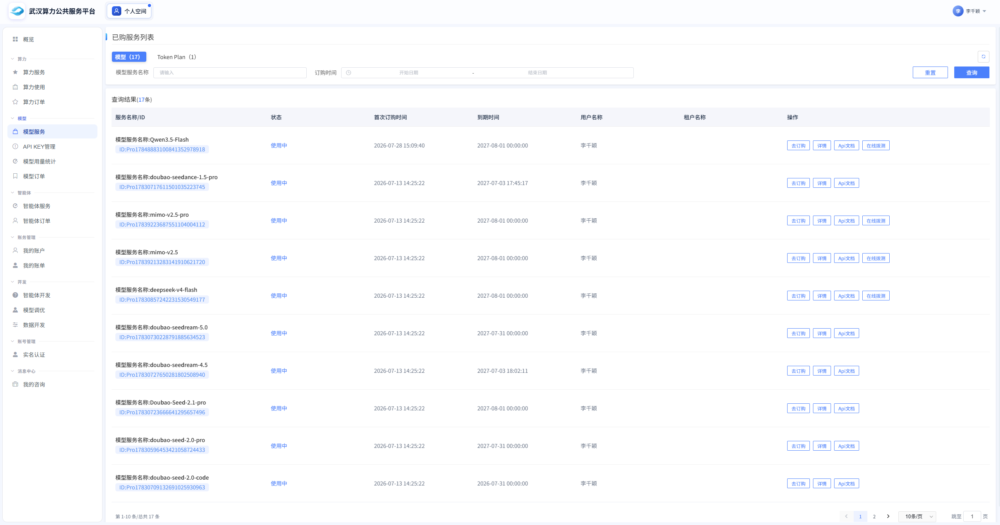 武汉算力公共服务平台
个人空间
李 李千颖
概览
算力
算力服务
算力使用
算力订单
模型
模型服务
API KEY管理
模型用量统计
模型订单
智能体
智能体服务
智能体订单
账务管理
我的账户
我的账单
开发
智能体开发
模型调优
数据开发
账号管理
实名认证
消息中心
我的咨询
已购服务列表
模型（17） Token Plan（1）
模型服务名称 请输入 订购时间 开始日期 - 结束日期 重置 查询
查询结果(17条)
服务名称/ID 状态 首次订购时间 到期时间 用户名称 租户名称 操作
模型服务名称:Qwen3.5-Flash
ID:Pro17848883100841352978918
使用中 2026-07-28 15:09:40 2027-08-01 00:00:00 李千颖 去订购 详情 Api文档 在线拨测
模型服务名称:doubao-seedance-1.5-pro
ID:Pro17830717611501035223745
使用中 2026-07-13 14:25:22 2027-07-03 17:45:17 李千颖 去订购 详情 Api文档
模型服务名称:mimo-v2.5-pro
ID:Pro17839223687551104004112
使用中 2026-07-13 14:25:22 2027-08-01 00:00:00 李千颖 去订购 详情 Api文档 在线拨测
模型服务名称:mimo-v2.5
ID:Pro17839213283141910621720
使用中 2026-07-13 14:25:22 2027-08-01 00:00:00 李千颖 去订购 详情 Api文档 在线拨测
模型服务名称:deepseek-v4-flash
ID:Pro17830857242231530549177
使用中 2026-07-13 14:25:22 2027-08-01 00:00:00 李千颖 去订购 详情 Api文档 在线拨测
模型服务名称:doubao-seedream-5.0
ID:Pro17830730228791885634523
使用中 2026-07-13 14:25:22 2027-07-31 00:00:00 李千颖 去订购 详情 Api文档
模型服务名称:doubao-seedream-4.5
ID:Pro17830727650281802508940
使用中 2026-07-13 14:25:22 2027-07-03 18:02:11 李千颖 去订购 详情 Api文档
模型服务名称:Doubao-Seed-2.1-pro
ID:Pro17830723666641295657496
使用中 2026-07-13 14:25:22 2027-08-01 00:00:00 李千颖 去订购 详情 Api文档
模型服务名称:doubao-seed-2.0-pro
ID:Pro17830596453421058724433
使用中 2026-07-13 14:25:22 2027-07-31 00:00:00 李千颖 去订购 详情 Api文档
模型服务名称:doubao-seed-2.0-code
ID:Pro17830709132691025930963
使用中 2026-07-13 14:25:22 2026-07-31 00:00:00 李千颖 去订购 详情 Api文档
第 1-10 条/总共 17 条 1 2 10条/页 跳至 1 页